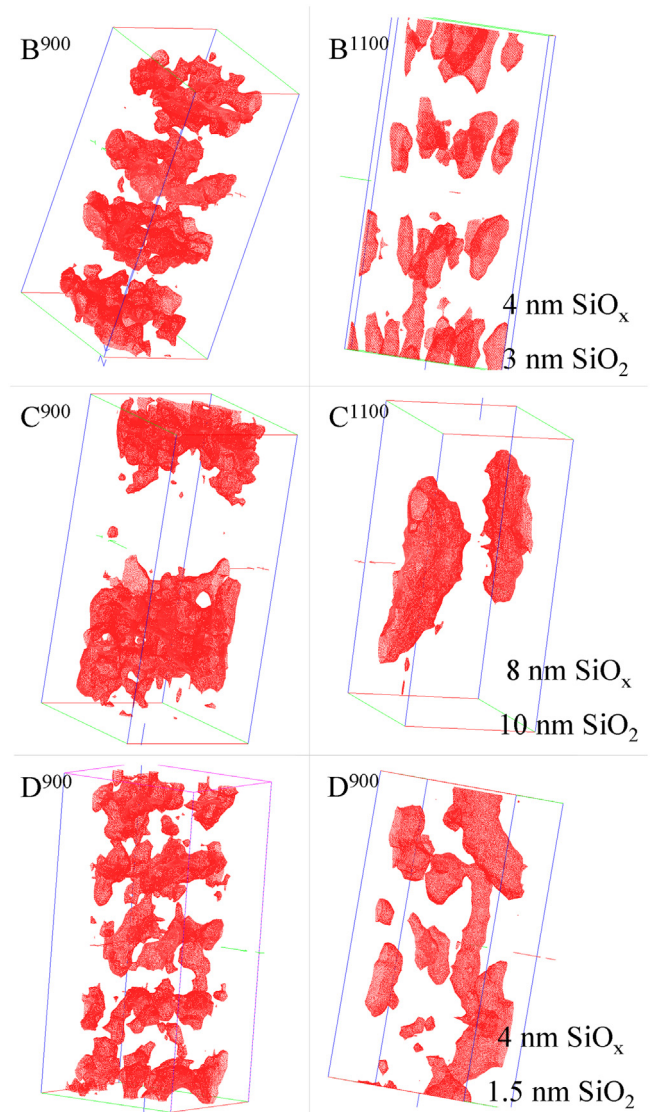 B⁹⁰⁰
B¹¹⁰⁰
4 nm SiOₓ
3 nm SiO₂
C⁹⁰⁰
C¹¹⁰⁰
8 nm SiOₓ
10 nm SiO₂
D⁹⁰⁰
D⁹⁰⁰
4 nm SiOₓ
1.5 nm SiO₂